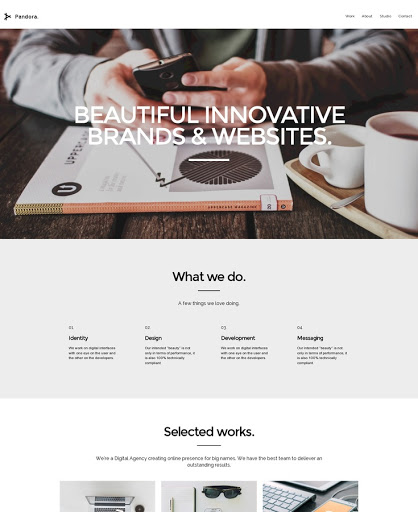 Pandora.
Work About Studio Contact
BEAUTIFUL INNOVATIVE
BRANDS & WEBSITES.
UPPERCASE
UPPERCASE MAGAZINE
What we do.
A few things we love doing.
01
Identity
We work on digital interfaces
with one eye on the user and
the other on the developers.
02
Design
Our intended "beauty" is not
only in terms of performance, it
is also 100% technically
compliant
03
Development
We work on digital interfaces
with one eye on the user and
the other on the developers.
04
Messaging
Our intended "beauty" is not
only in terms of performance, it
is also 100% technically
compliant
Selected works.
We're a Digital Agency creating online presence for big names. We have the best team to deliever an
outstanding results.